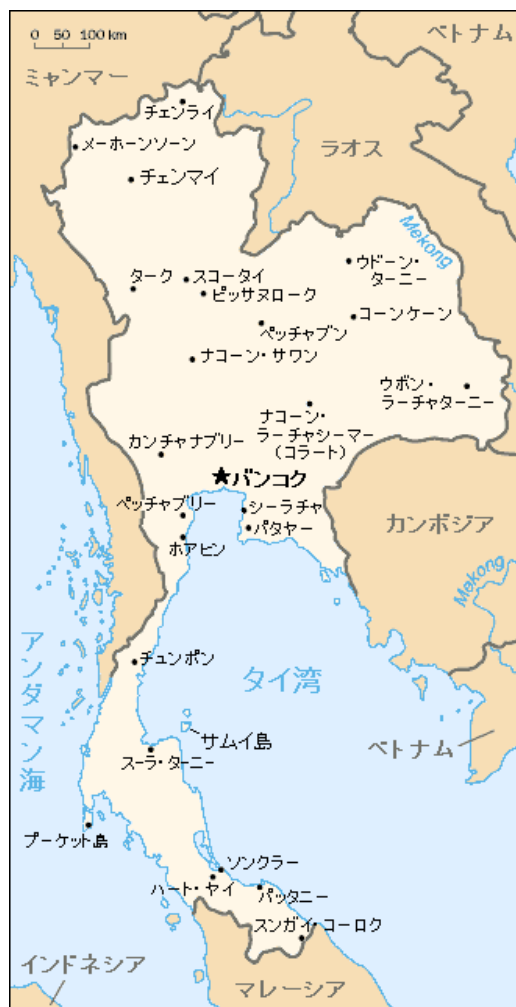 0 50 100 km
ベトナム
ミャンマー
チェンライ
メーホーンソーン
ラオス
チェンマイ
Mekong
ウドーン・
ターニー
ターク
スコータイ
ピッサヌローク
コーンケーン
ペッチャブン
ナコーン・サワン
ウボン・
ラーチャターニー
ナコーン・
ラーチャシーマー
(コラート)
カンチャナブリー
バンコク
ペッチャブリー
シーラチャ
パタヤー
カンボジア
ホアヒン
Mekong
アンダマン海
チュンポン
タイ湾
サムイ島
ベトナム
スーラ・ターニー
プーケット島
ソンクラー
ハート・ヤイ
パッタニー
スンガイ・コーロク
インドネシア
マレーシア